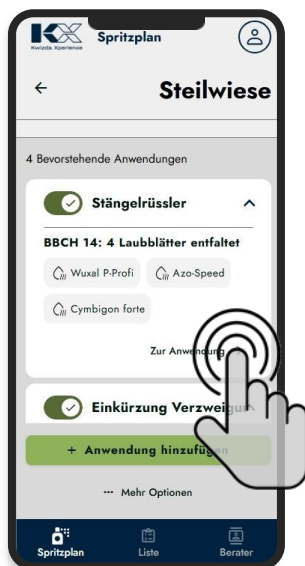 KX
Kwizda Xperience
Spritzplan
Steilwiese
4 Bevorstehende Anwendungen
Stängelrüssler
BBCH 14: 4 Laubblätter entfaltet
Wuxal P-Profi
Azo-Speed
Cymbigon forte
Zur Anwendung
Einkürzung Verzweigu
+ Anwendung hinzufügen
··· Mehr Optionen
Spritzplan
Liste
Berater